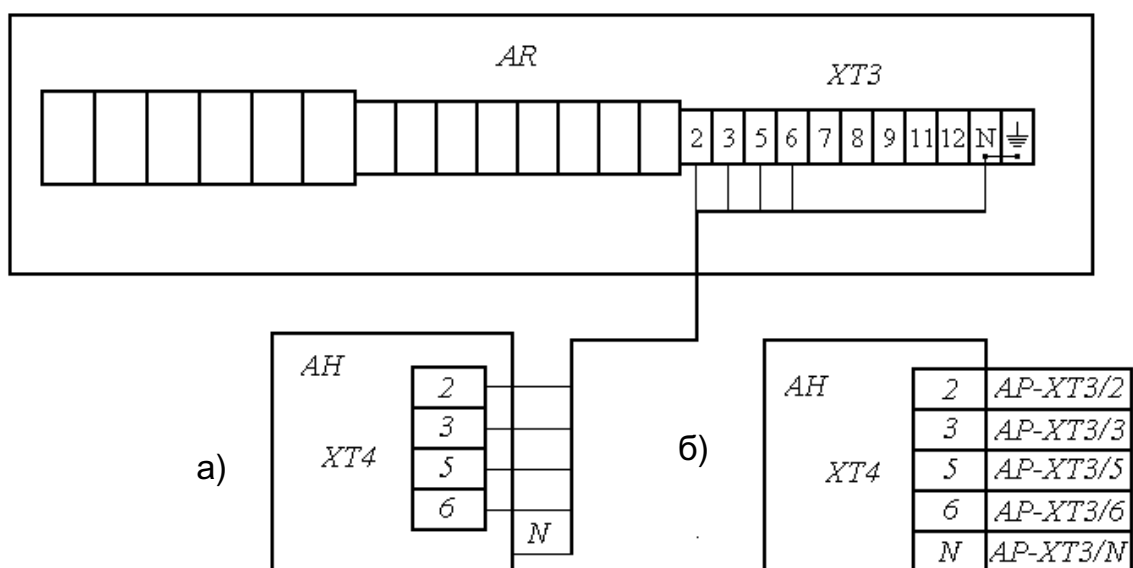 AR
XT3
2 3 5 6 7 8 9 11 12 N
AH
XT4
2
3
5
6
N
а)
AH
XT4
2 AP-XT3/2
3 AP-XT3/3
5 AP-XT3/5
6 AP-XT3/6
N AP-XT3/N
б)